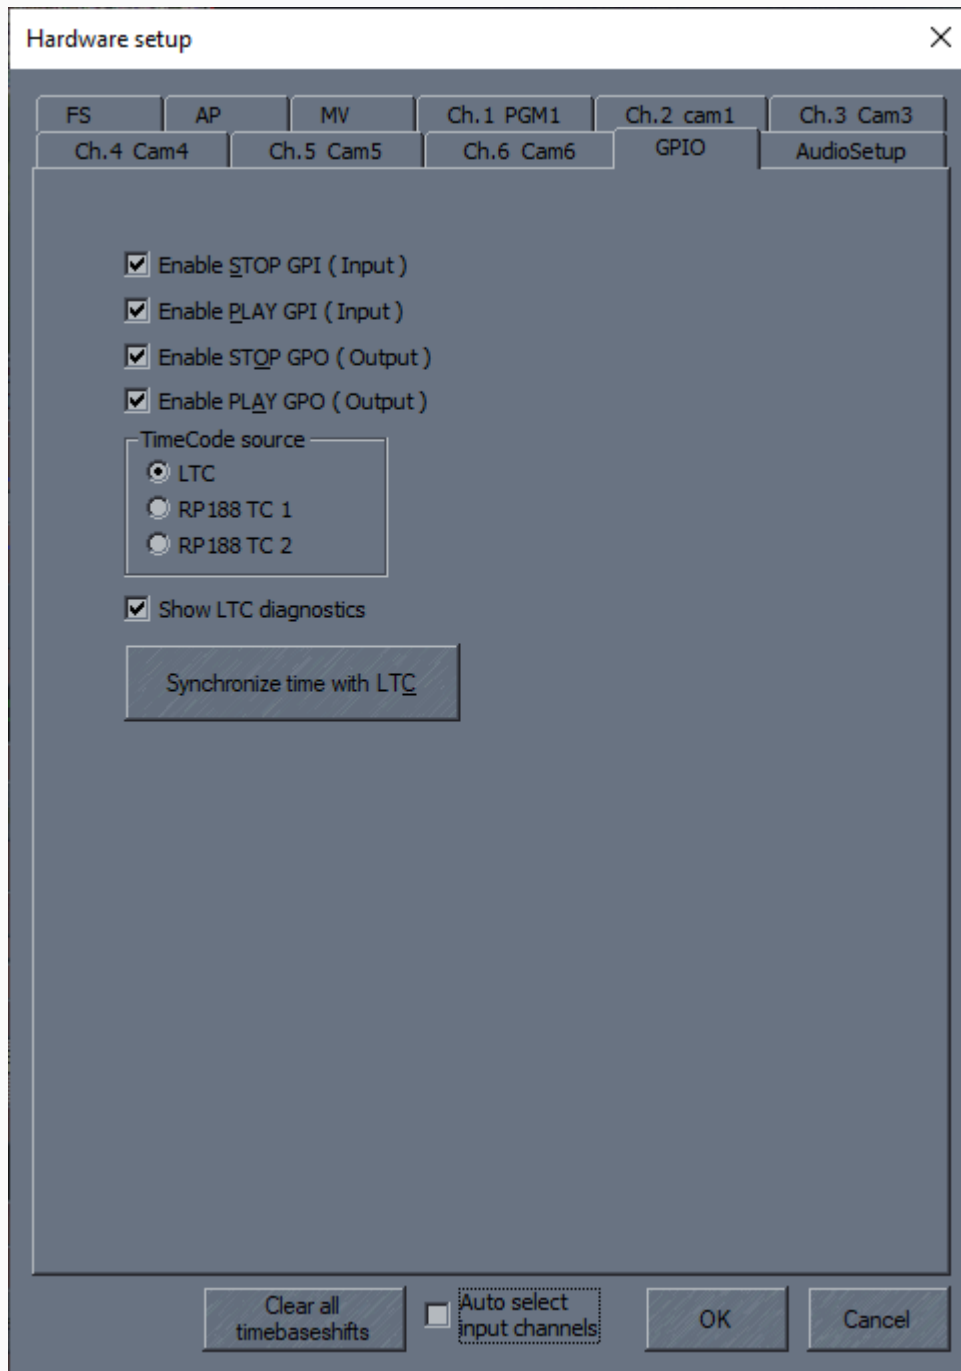 Hardware setup
FS AP MV Ch.1 PGM1 Ch.2 cam1 Ch.3 Cam3
Ch.4 Cam4 Ch.5 Cam5 Ch.6 Cam6 GPIO AudioSetup
Enable STOP GPI ( Input )
Enable PLAY GPI ( Input )
Enable STOP GPO ( Output )
Enable PLAY GPO ( Output )
TimeCode source
LTC
RP188 TC 1
RP188 TC 2
Show LTC diagnostics
Synchronize time with LTC
Clear all
timebaseshifts
Auto select
input channels
OK
Cancel